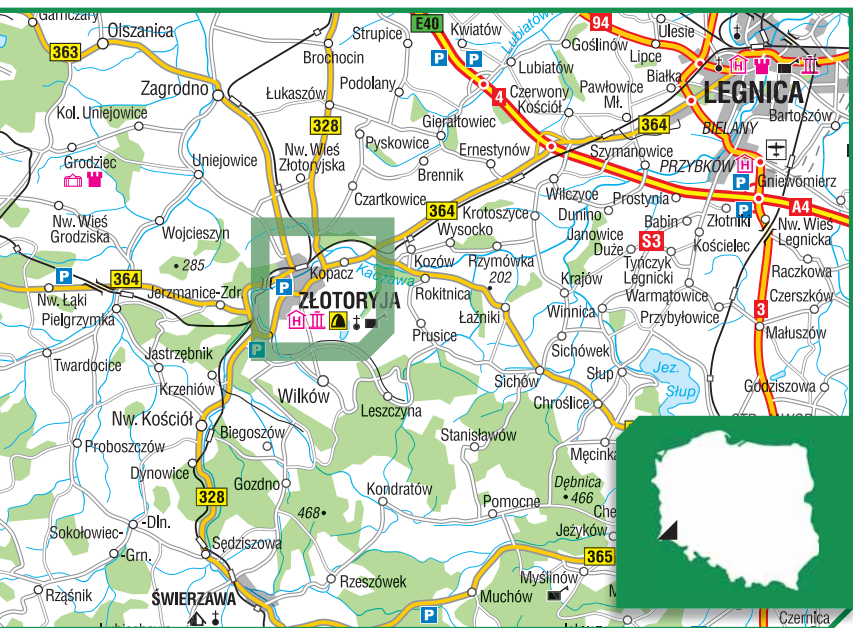 Garnczary
Olszanica
363
Strupice
E40
Kwiatów
Lubiatówka
94
Ulesie
Goślinów
Lipce
Brochocin
P
P
Lubiatów
Białka
H
Zagrodno
Podolany
4
Czerwony
Kościół
Pawłowice
Mł.
LEGNICA
Łukaszów
Kol. Uniejowice
328
Gierałtowiec
364
Bartoszów
BIELANY
Pyskowice
Ernestynów
Szymanowice
Nw. Wieś
Złotoryjska
Grodziec
Uniejowice
Brennik
PRZYBKÓW
H
P
Gniewomierz
Czartkowice
Wilczyce
Prostynia
364
Krotoszyce
Dunino
P
A4
Nw. Wieś
Grodziska
Wojcieszyn
Wysocko
Janowice
Duże
Babin
Złotniki
S3
Kościelec
Nw. Wieś
Legnicka
285
Kopacz
Kaczawa
Kozów
Rzymówka
202
Tyńczyk
Legnicki
Raczkowa
P
364
P
Krajów
Nw. Łąki
Jerzmanice-Zdr.
ZŁOTORYJA
Rokitnica
Warmątowice
Czerszków
Pielgrzymka
H
Łaźniki
Winnica
Przybyłowice
3
Prusice
Małuszów
Jastrzębnik
P
Sichówek
Twardocice
Jez.
Słup
Krzeniów
Wilków
Sichów
Słup
Godziszowa
Leszczyna
Chroślice
Nw. Kościół
Biegoszów
Stanisławów
Proboszczów
Męcinka
Dynowice
Gozdno
Kondratów
Dębnica
466
328
468
Pomocne
Sokołowiec-
-Dln.
-Grn.
Jeżyków
Sędziszowa
365
Rzeszówek
Myślinów
Rząśnik
ŚWIERZAWA
Muchów
P
Czernica